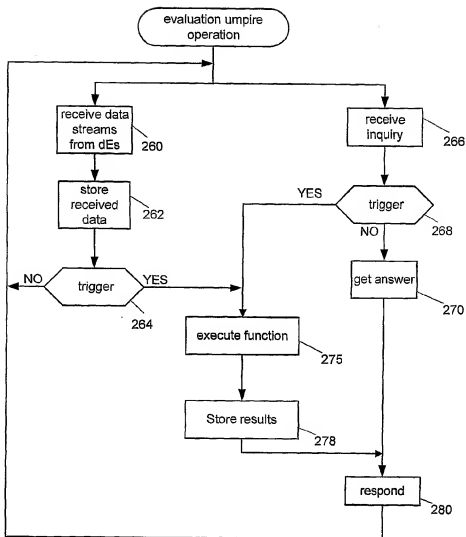 evaluation umpire
operation
receive data
streams
from dEs
260
store
received
data
262
NO
trigger
YES
264
receive
inquiry
266
YES
trigger
268
NO
get answer
270
execute function
275
Store results
278
respond
280